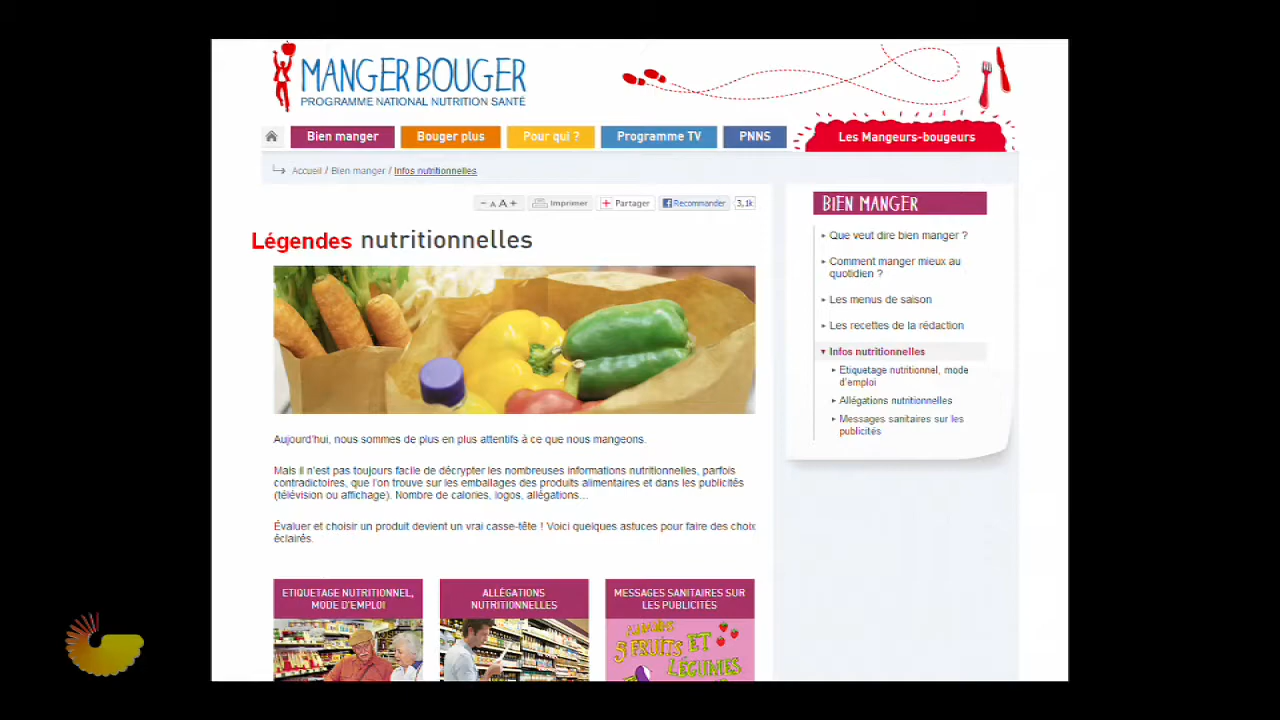 MANGER BOUGER
PROGRAMME NATIONAL NUTRITION SANTÉ
Bien manger
Bouger plus
Pour qui ?
Programme TV
PNNS
Les Mangeurs-bougeurs
Accueil / Bien manger / Infos nutritionnelles
− A A +
Imprimer
Partager
Recommander
3,1k
Légendes nutritionnelles
Aujourd'hui, nous sommes de plus en plus attentifs à ce que nous mangeons.
Mais il n'est pas toujours facile de décrypter les nombreuses informations nutritionnelles, parfois
contradictoires, que l'on trouve sur les emballages des produits alimentaires et dans les publicités
(télévision ou affichage). Nombre de calories, logos, allégations...
Évaluer et choisir un produit devient un vrai casse-tête ! Voici quelques astuces pour faire des choix
éclairés.
ETIQUETAGE NUTRITIONNEL,
MODE D'EMPLOI
ALLÉGATIONS
NUTRITIONNELLES
MESSAGES SANITAIRES SUR
LES PUBLICITÉS
5 FRUITS ET
LÉGUMES
BIEN MANGER
Que veut dire bien manger ?
Comment manger mieux au
quotidien ?
Les menus de saison
Les recettes de la rédaction
Infos nutritionnelles
Etiquetage nutritionnel, mode
d'emploi
Allégations nutritionnelles
Messages sanitaires sur les
publicités